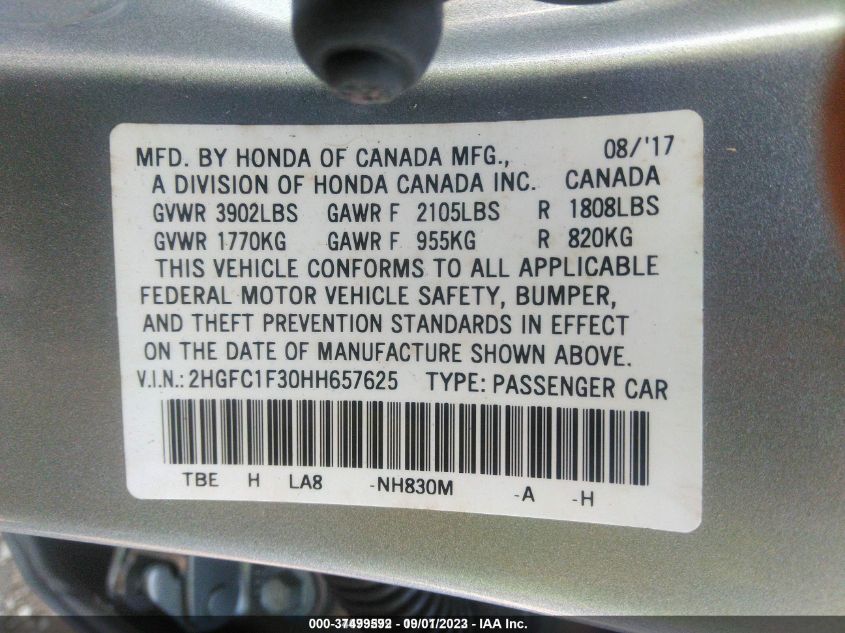 MFD. BY HONDA OF CANADA MFG., 08/'17
A DIVISION OF HONDA CANADA INC. CANADA
GVWR 3902LBS GAWR F 2105LBS R 1808LBS
GVWR 1770KG GAWR F 955KG R 820KG
THIS VEHICLE CONFORMS TO ALL APPLICABLE
FEDERAL MOTOR VEHICLE SAFETY, BUMPER,
AND THEFT PREVENTION STANDARDS IN EFFECT
ON THE DATE OF MANUFACTURE SHOWN ABOVE.
V.I.N.: 2HGFC1F30HH657625 TYPE: PASSENGER CAR
TBE H LA8 -NH830M -A -H
09/01/2023 - IAA, Inc.